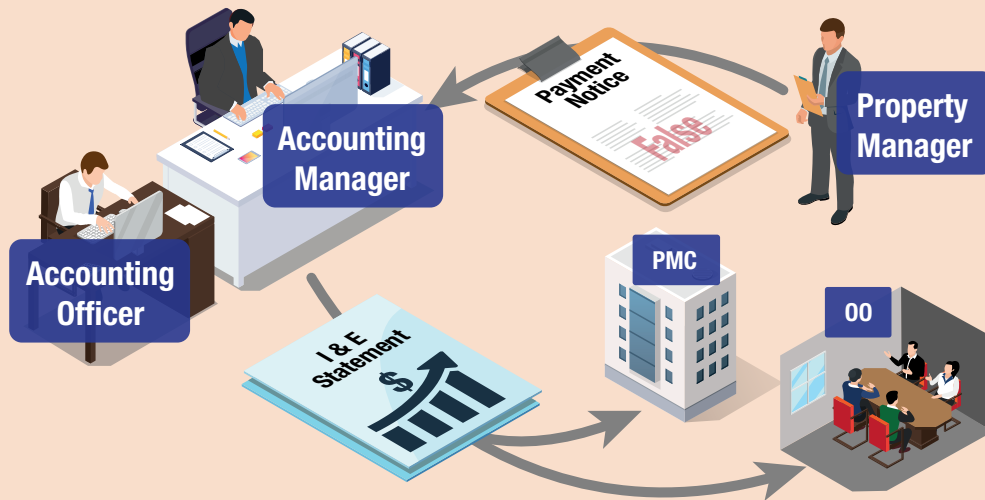 Payment
Notice
False
Property
Manager
Accounting
Manager
Accounting
Officer
PMC
OO
I & E
Statement
$